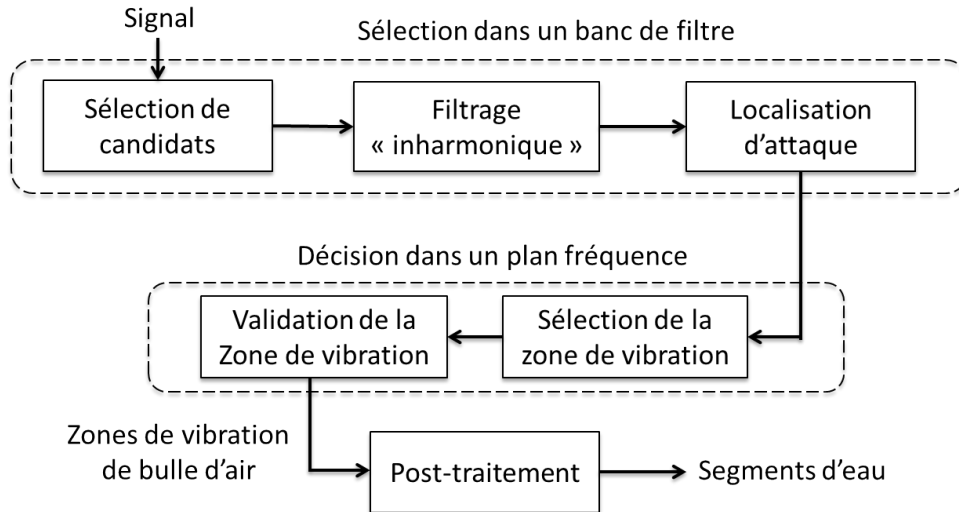 Signal
Sélection dans un banc de filtre
Sélection de
candidats
Filtrage
« inharmonique »
Localisation
d'attaque
Décision dans un plan fréquence
Validation de la
Zone de vibration
Sélection de la
zone de vibration
Zones de vibration
de bulle d'air
Post-traitement
Segments d'eau